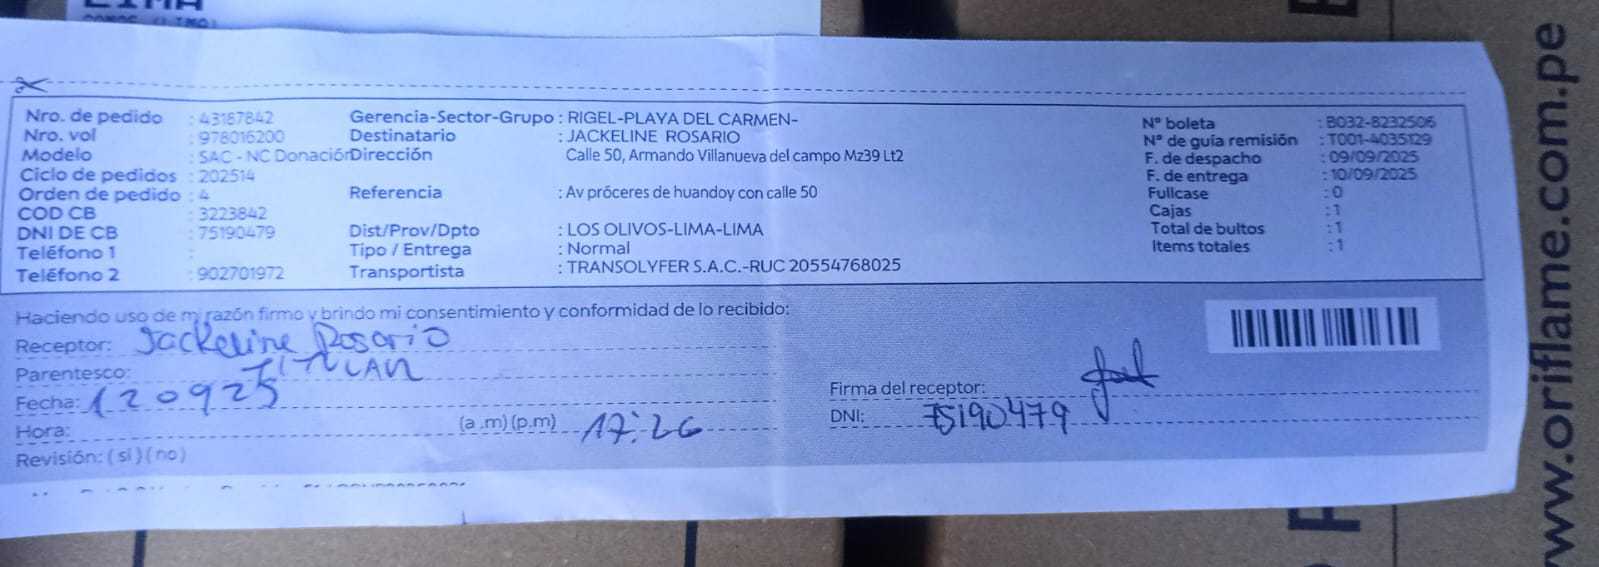 LIMA
Nro. de pedido : 43187842 Gerencia-Sector-Grupo : RIGEL-PLAYA DEL CARMEN- N° boleta : B032-8232506
Nro. vol : 978016200 Destinatario : JACKELINE ROSARIO N° de guía remisión : T001-4035129
Modelo : SAC - NC Donación Dirección Calle 50, Armando Villanueva del campo Mz39 Lt2 F. de despacho : 09/09/2025
Ciclo de pedidos : 202514 F. de entrega : 10/09/2025
Orden de pedido : 4 Referencia : Av próceres de huandoy con calle 50 Fullcase : 0
COD CB : 3223842 Cajas : 1
DNI DE CB : 75190479 Dist/Prov/Dpto : LOS OLIVOS-LIMA-LIMA Total de bultos : 1
Teléfono 1 : Tipo / Entrega : Normal Items totales : 1
Teléfono 2 : 902701972 Transportista : TRANSOLYFER S.A.C.-RUC 20554768025
Haciendo uso de mi razón firmo y brindo mi consentimiento y conformidad de lo recibido:
Receptor: Jackeline Rosario
Parentesco: TITULAR
Fecha: 120925 Firma del receptor:
Hora: (a .m) (p.m) 17:26 DNI: 75190479
Revisión: ( si ) ( no )
www.oriflame.com.pe